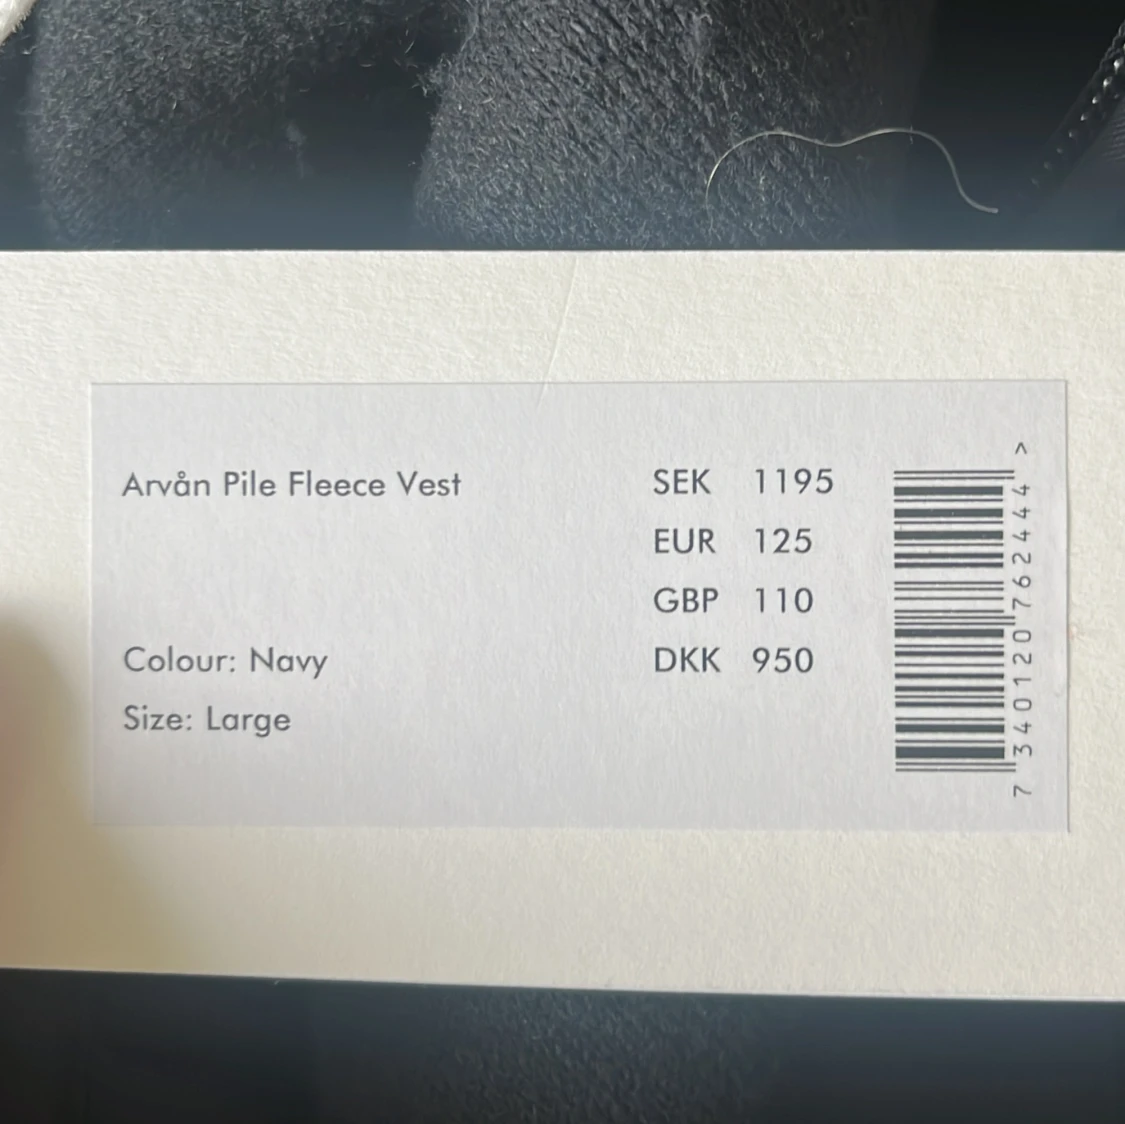 Arvån Pile Fleece Vest
SEK 1195
EUR 125
GBP 110
DKK 950
Colour: Navy
Size: Large
7 340120 762444 >